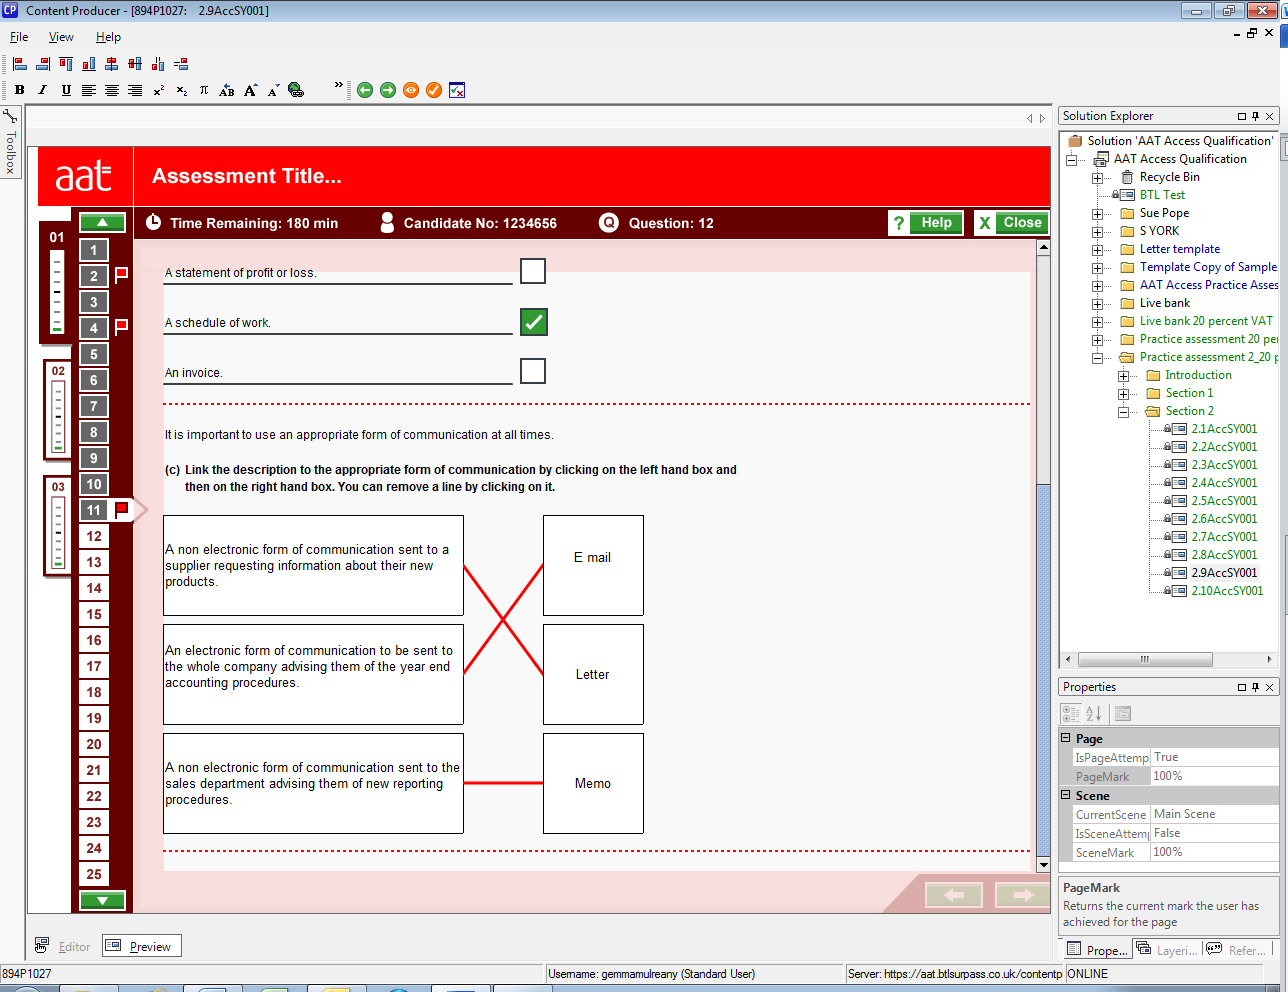 Content Producer - [894P1027:    2.9AccSY001]
File View Help
B I U
Toolbox
aat
Assessment Title...
Time Remaining: 180 min Candidate No: 1234656 Question: 12 ? Help X Close
01
02
03
1
2
3
4
5
6
7
8
9
10
11
12
13
14
15
16
17
18
19
20
21
22
23
24
25
A statement of profit or loss.
A schedule of work.
An invoice.
It is important to use an appropriate form of communication at all times.
(c) Link the description to the appropriate form of communication by clicking on the left hand box and
then on the right hand box. You can remove a line by clicking on it.
A non electronic form of communication sent to a
supplier requesting information about their new
products.
E mail
An electronic form of communication to be sent to
the whole company advising them of the year end
accounting procedures.
Letter
A non electronic form of communication sent to the
sales department advising them of new reporting
procedures.
Memo
Editor Preview
Solution Explorer
Solution 'AAT Access Qualification'
AAT Access Qualification
Recycle Bin
BTL Test
Sue Pope
S YORK
Letter template
Template Copy of Sample
AAT Access Practice Asses
Live bank
Live bank 20 percent VAT
Practice assessment 20 per
Practice assessment 2_20 p
Introduction
Section 1
Section 2
2.1AccSY001
2.2AccSY001
2.3AccSY001
2.4AccSY001
2.5AccSY001
2.6AccSY001
2.7AccSY001
2.8AccSY001
2.9AccSY001
2.10AccSY001
Properties
Page
IsPageAttemp True
PageMark 100%
Scene
CurrentScene Main Scene
IsSceneAttem False
SceneMark 100%
PageMark
Returns the current mark the user has
achieved for the page
Prope... Layeri... Refer...
894P1027 Username: gemmamulreany (Standard User) Server: https://aat.btlsurpass.co.uk/contentp ONLINE